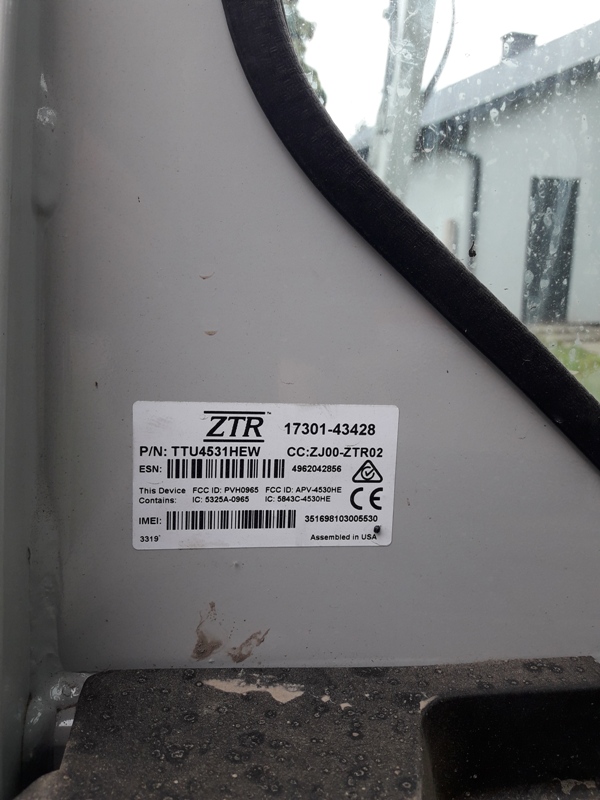 ZTR 17301-43428
P/N: TTU4531HEW CC:ZJ00-ZTR02
ESN: 4962042856
This Device FCC ID: PVH0965 FCC ID: APV-4530HE
Contains: IC: 5325A-0965 IC: 5843C-4530HE
CE
IMEI: 351698103005530
3319 Assembled in USA